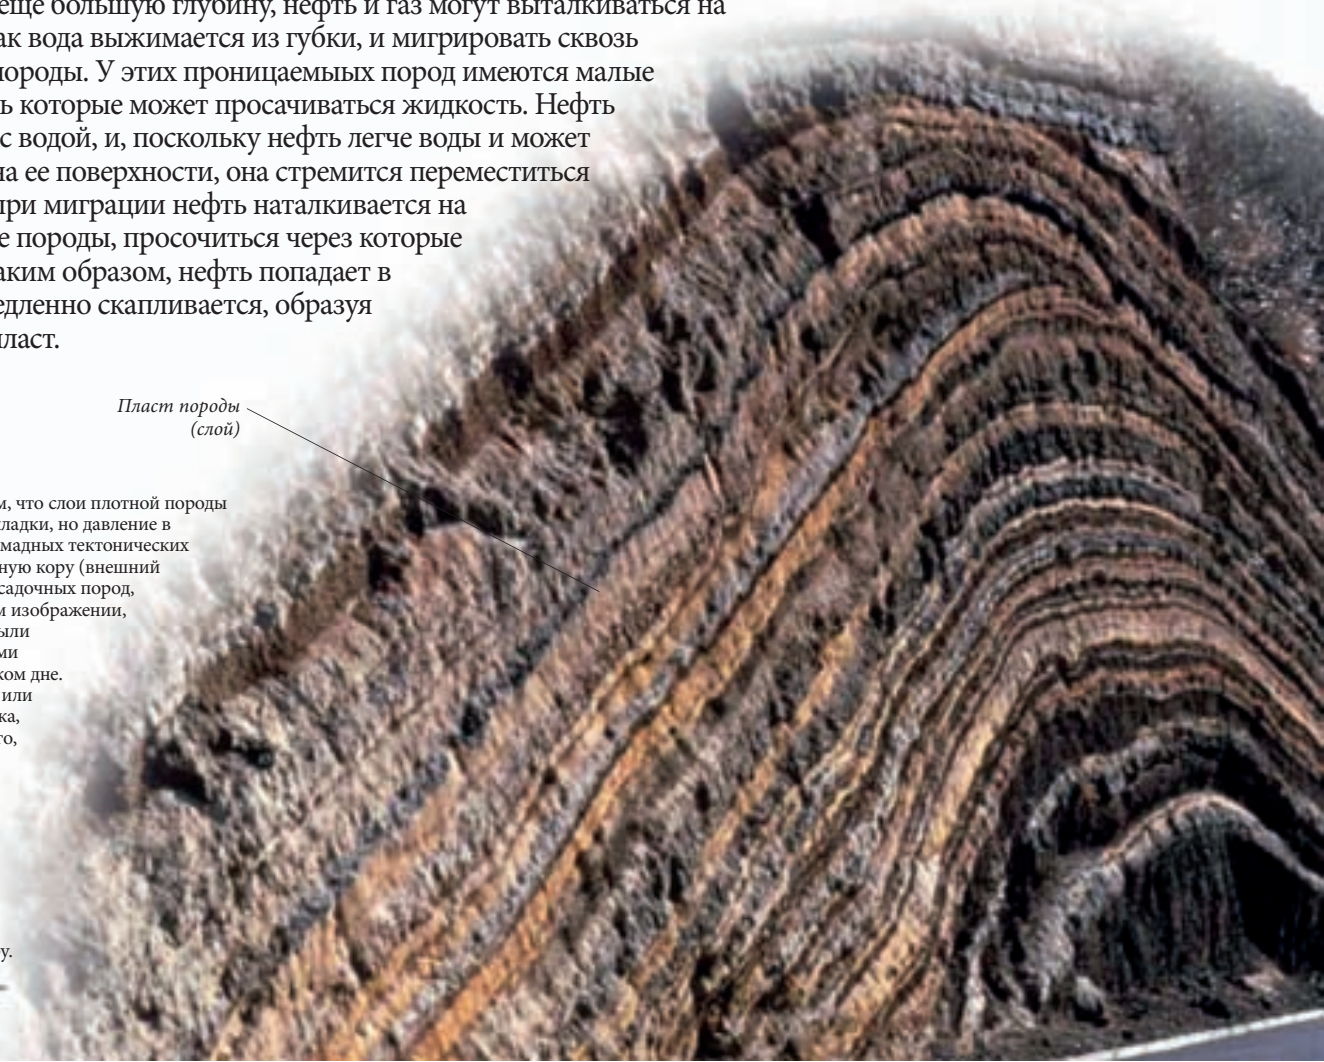 еще большую глубину, нефть и газ могут выталкиваться на
ак вода выжимается из губки, и мигрировать сквозь
породы. У этих проницаемыых пород имеются малые
ь которые может просачиваться жидкость. Нефть
с водой, и, поскольку нефть легче воды и может
на ее поверхности, она стремится переместиться
при миграции нефть наталкивается на
е породы, просочиться через которые
аким образом, нефть попадает в
едленно скапливается, образуя
пласт.
Пласт породы
(слой)
м, что слои плотной породы
ладки, но давление в
мадных тектонических
ную кору (внешний
садочных пород,
м изображении,
ыли
ми
ком дне.
или
ка,
го,
у.